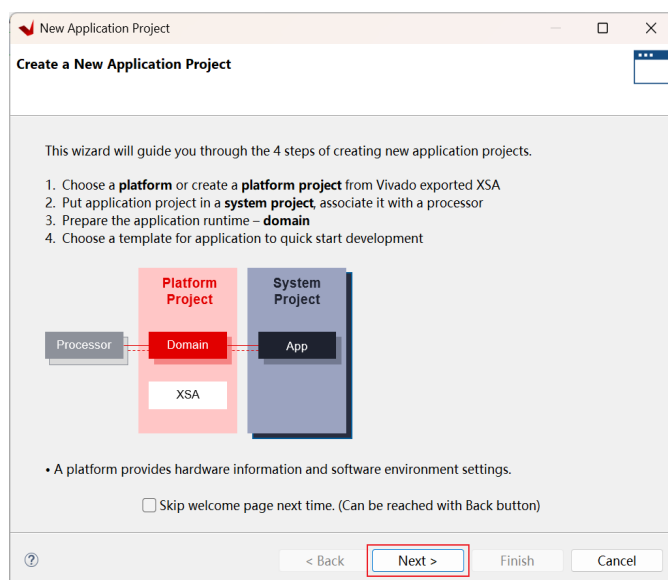 New Application Project
Create a New Application Project
This wizard will guide you through the 4 steps of creating new application projects.
1. Choose a platform or create a platform project from Vivado exported XSA
2. Put application project in a system project, associate it with a processor
3. Prepare the application runtime – domain
4. Choose a template for application to quick start development
Platform
Project
System
Project
Processor
Domain
App
XSA
• A platform provides hardware information and software environment settings.
Skip welcome page next time. (Can be reached with Back button)
?
< Back
Next >
Finish
Cancel